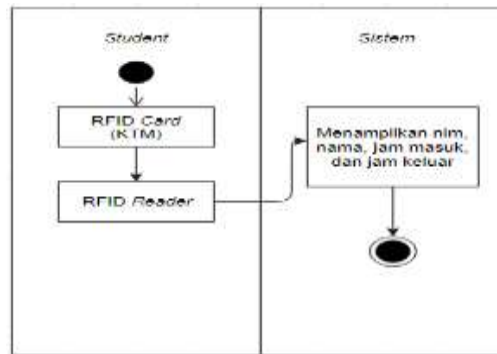 Student
Sistem
RFID Card
(KTM)
RFID Reader
Menampilkan nim,
nama, jam masuk,
dan jam keluar